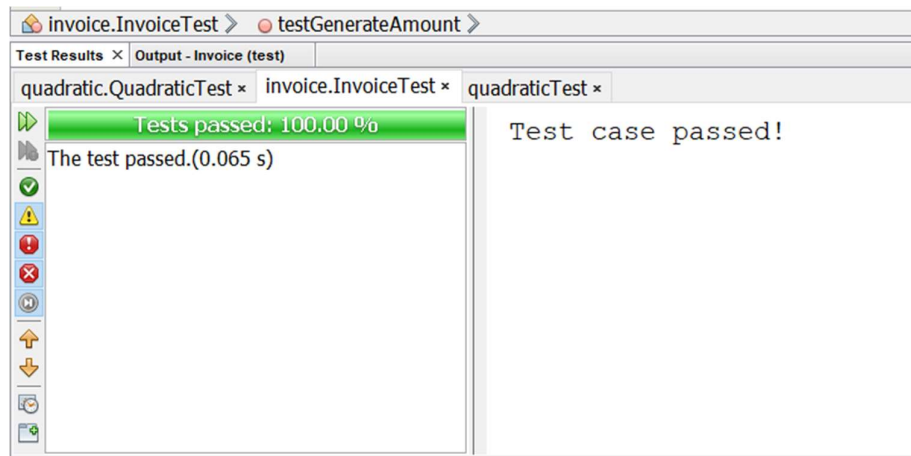 invoice.InvoiceTest testGenerateAmount
Test Results × Output - Invoice (test)
quadratic.QuadraticTest × invoice.InvoiceTest × quadraticTest ×
Tests passed: 100.00 %
The test passed.(0.065 s)
Test case passed!